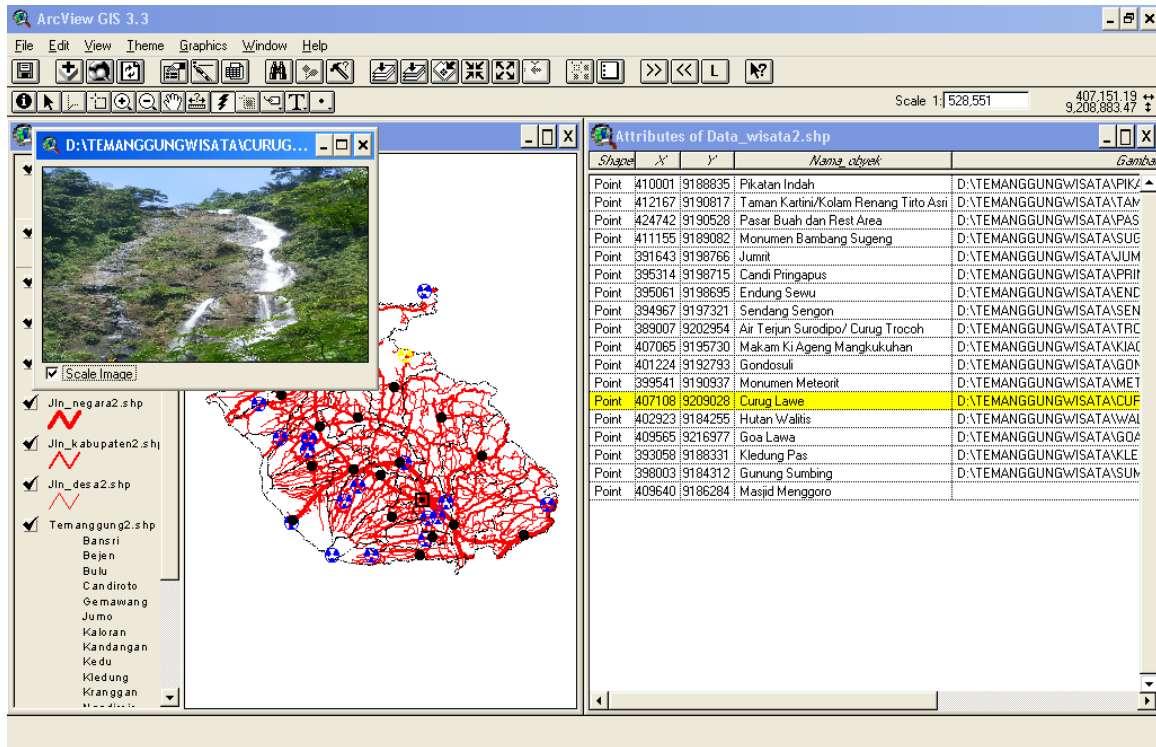 ArcView GIS 3.3
File Edit View Theme Graphics Window Help
L
Scale 1: 528,551
407,151.19
9,208,883.47
D:\TEMANGGUNGWISATA\CURUG...
Scale Image
Jln_negara2.shp
Jln_kabupaten2.shp
Jln_desa2.shp
Temanggung2.shp
Bansri
Bejen
Bulu
Candiroto
Gemawang
Jumo
Kaloran
Kandangan
Kedu
Kledung
Kranggan
Attributes of Data_wisata2.shp
Shape X Y Nama_obyek Gambar
Point 410001 9188835 Pikatan Indah D:\TEMANGGUNGWISATA\PIKA
Point 412167 9190817 Taman Kartini/Kolam Renang Tirto Asri D:\TEMANGGUNGWISATA\TAM
Point 424742 9190528 Pasar Buah dan Rest Area D:\TEMANGGUNGWISATA\PAS
Point 411155 9189082 Monumen Bambang Sugeng D:\TEMANGGUNGWISATA\SUG
Point 391643 9198766 Jumrit D:\TEMANGGUNGWISATA\JUM
Point 395314 9198715 Candi Pringapus D:\TEMANGGUNGWISATA\PRIN
Point 395061 9198695 Endung Sewu D:\TEMANGGUNGWISATA\END
Point 394967 9197321 Sendang Sengon D:\TEMANGGUNGWISATA\SEN
Point 389007 9202954 Air Terjun Surodipo/ Curug Trocoh D:\TEMANGGUNGWISATA\TRO
Point 407065 9195730 Makam Ki Ageng Mangkukuhan D:\TEMANGGUNGWISATA\KIAG
Point 401224 9192793 Gondosuli D:\TEMANGGUNGWISATA\GON
Point 399541 9190937 Monumen Meteorit D:\TEMANGGUNGWISATA\MET
Point 407108 9209028 Curug Lawe D:\TEMANGGUNGWISATA\CUR
Point 402923 9184255 Hutan Walitis D:\TEMANGGUNGWISATA\WAL
Point 409565 9216977 Goa Lawa D:\TEMANGGUNGWISATA\GOA
Point 393058 9188331 Kledung Pas D:\TEMANGGUNGWISATA\KLE
Point 398003 9184312 Gunung Sumbing D:\TEMANGGUNGWISATA\SUM
Point 409640 9186284 Masjid Menggoro